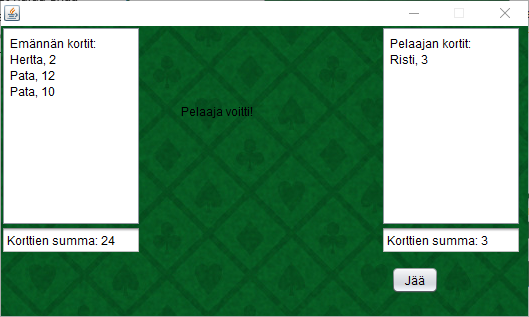 Emännän kortit:
Hertta, 2
Pata, 12
Pata, 10
Korttien summa: 24
Pelaaja voitti!
Pelaajan kortit:
Risti, 3
Korttien summa: 3
Jää